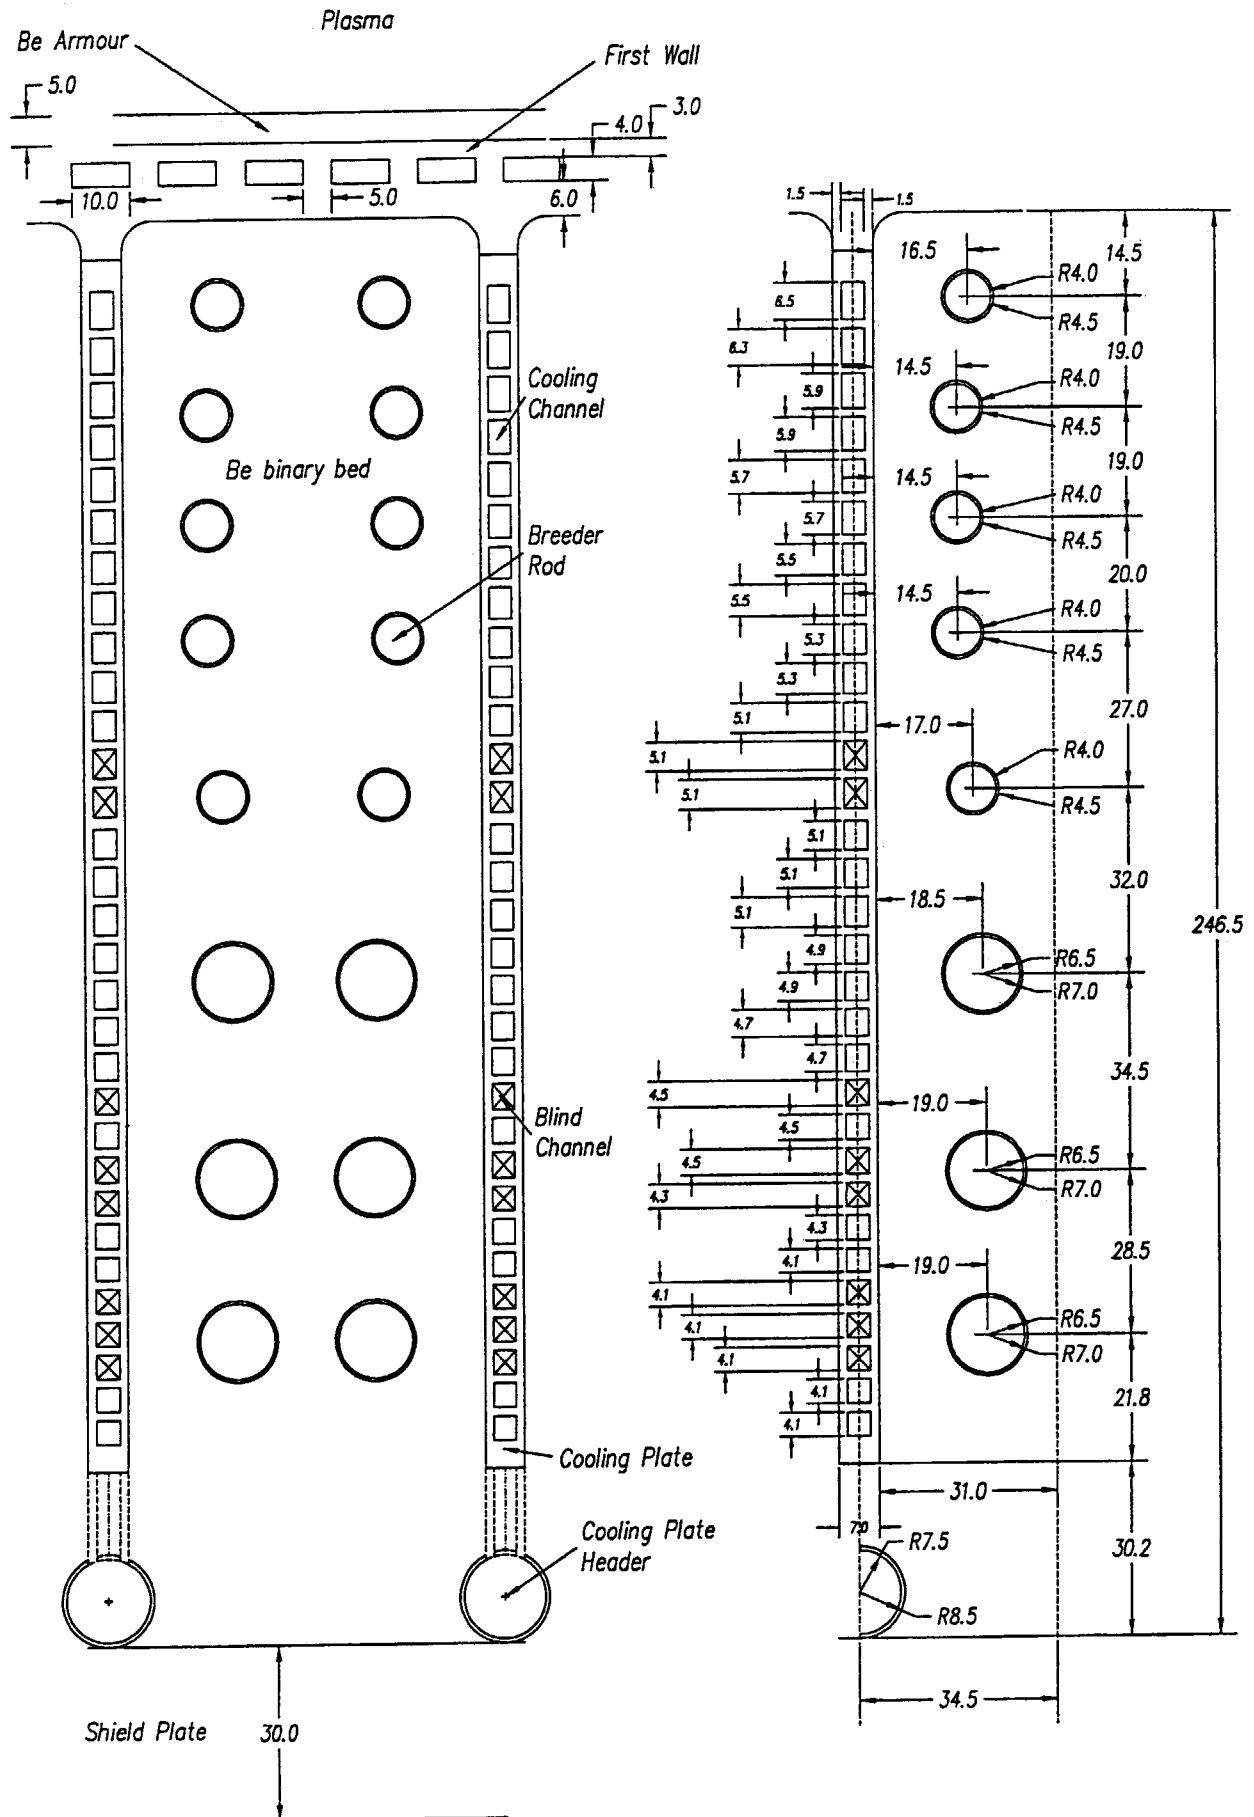 Plasma
Be Armour
First Wall
5.0
3.0
4.0
10.0
5.0
6.0
1.5
1.5
Cooling
Channel
Be binary bed
Breeder
Rod
Blind
Channel
Cooling Plate
Cooling Plate
Header
Shield Plate
30.0
16.5
R4.0
R4.5
14.5
6.5
6.3
19.0
14.5
R4.0
R4.5
5.9
5.9
19.0
5.7
14.5
R4.0
R4.5
5.7
5.5
20.0
5.5
14.5
R4.0
R4.5
5.3
5.3
5.1
27.0
17.0
R4.0
R4.5
5.1
5.1
5.1
5.1
32.0
5.1
18.5
246.5
4.9
R6.5
4.9
R7.0
4.7
4.7
34.5
4.5
19.0
4.5
4.5
R6.5
R7.0
4.3
4.3
28.5
4.1
19.0
4.1
4.1
R6.5
R7.0
4.1
4.1
21.8
4.1
31.0
7.0
R7.5
30.2
R8.5
34.5